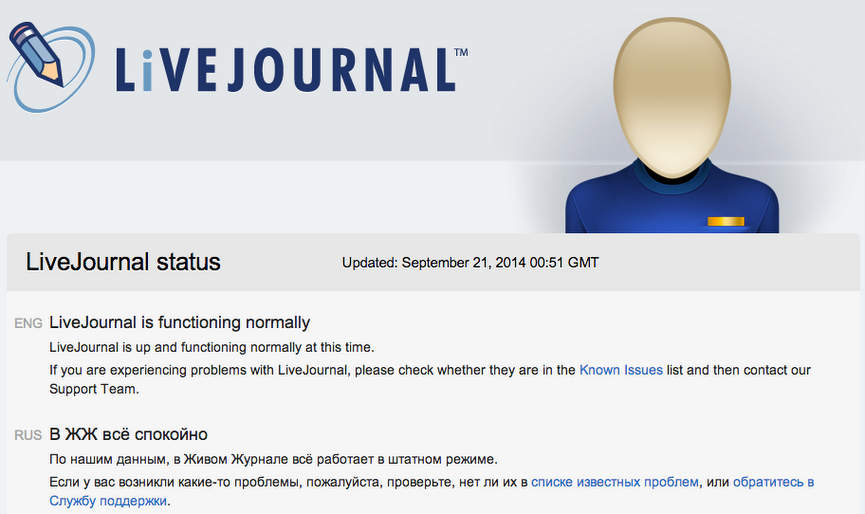 LiVEJOURNAL™
LiveJournal status
Updated: September 21, 2014 00:51 GMT
ENG LiveJournal is functioning normally
LiveJournal is up and functioning normally at this time.
If you are experiencing problems with LiveJournal, please check whether they are in the Known Issues list and then contact our
Support Team.
RUS В ЖЖ всё спокойно
По нашим данным, в Живом Журнале всё работает в штатном режиме.
Если у вас возникли какие-то проблемы, пожалуйста, проверьте, нет ли их в списке известных проблем, или обратитесь в
Службу поддержки.